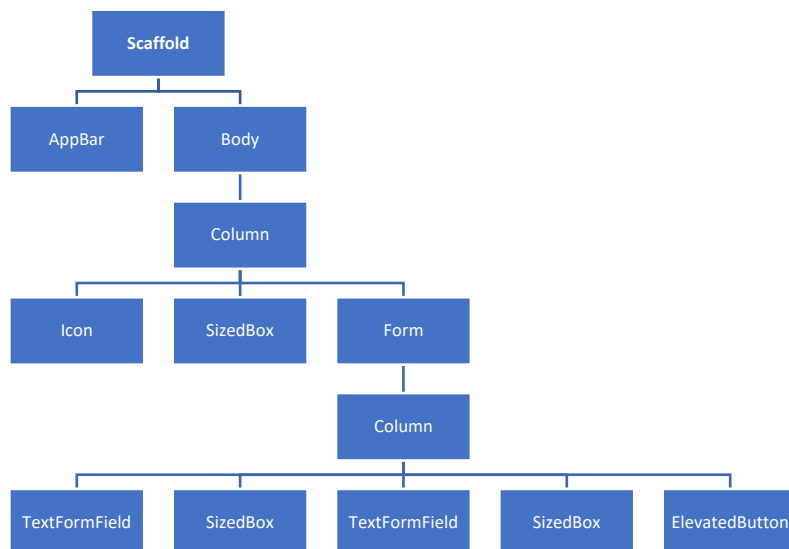 Scaffold
AppBar
Body
Column
Icon
SizedBox
Form
Column
TextFormField
SizedBox
TextFormField
SizedBox
ElevatedButton